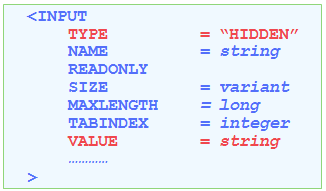 <INPUT
TYPE = “HIDDEN”
NAME = string
READONLY
SIZE = variant
MAXLENGTH = long
TABINDEX = integer
VALUE = string
…………
>